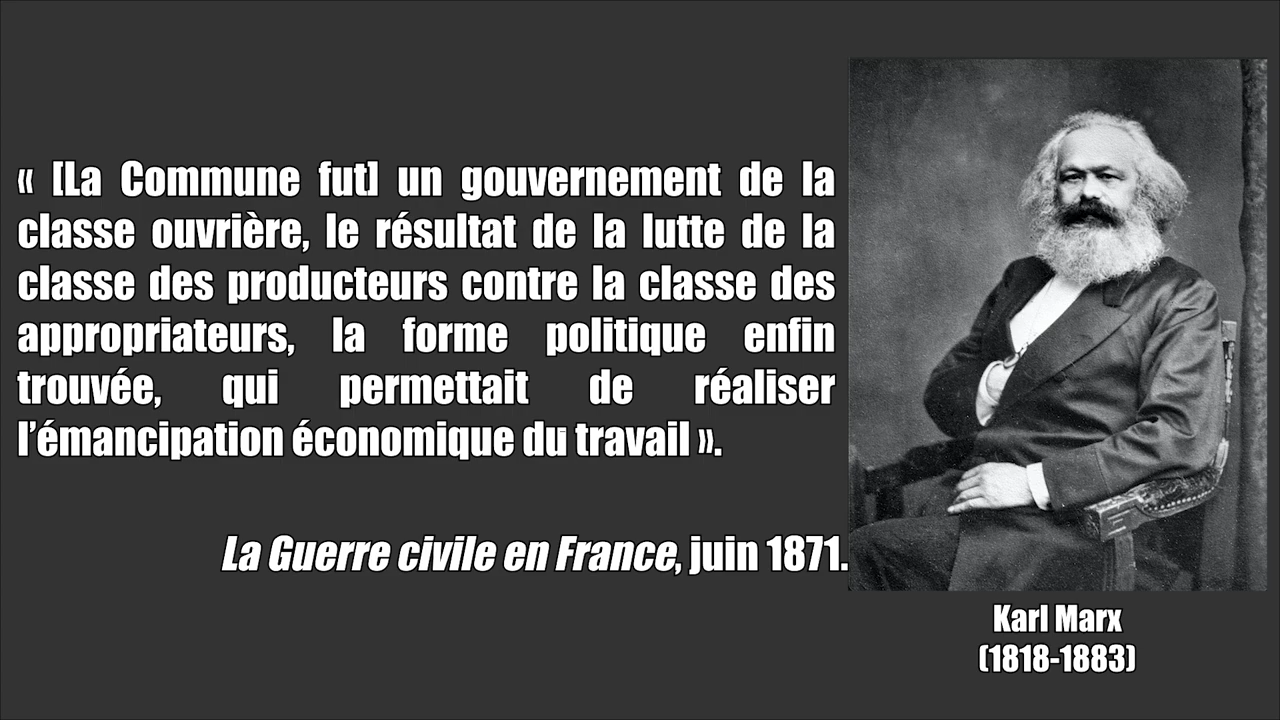 « [La Commune fut] un gouvernement de la
classe ouvrière, le résultat de la lutte de la
classe des producteurs contre la classe des
appropriateurs, la forme politique enfin
trouvée, qui permettait de réaliser
l’émancipation économique du travail ».
La Guerre civile en France, juin 1871.
Karl Marx
(1818-1883)